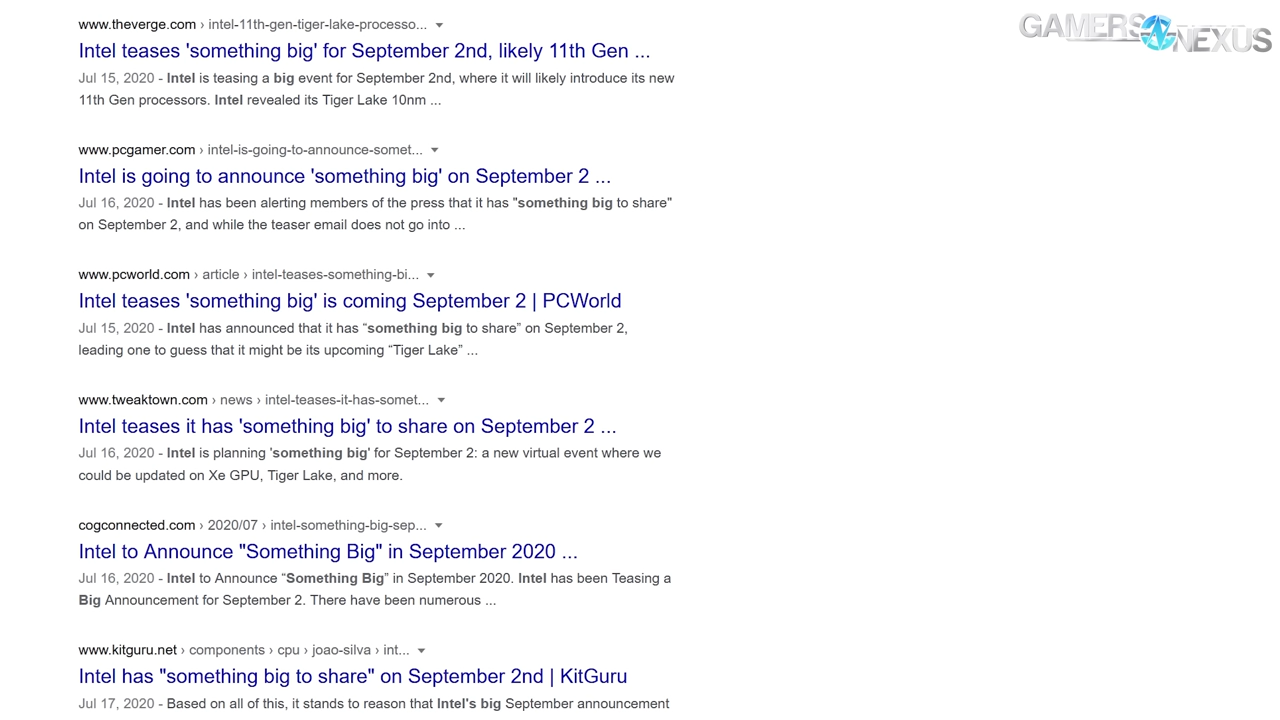 www.theverge.com › intel-11th-gen-tiger-lake-processo...
GAMERS NEXUS
Intel teases 'something big' for September 2nd, likely 11th Gen ...
Jul 15, 2020 - Intel is teasing a big event for September 2nd, where it will likely introduce its new
11th Gen processors. Intel revealed its Tiger Lake 10nm ...
www.pcgamer.com › intel-is-going-to-announce-somet...
Intel is going to announce 'something big' on September 2 ...
Jul 16, 2020 - Intel has been alerting members of the press that it has "something big to share"
on September 2, and while the teaser email does not go into ...
www.pcworld.com › article › intel-teases-something-bi...
Intel teases 'something big' is coming September 2 | PCWorld
Jul 15, 2020 - Intel has announced that it has “something big to share” on September 2,
leading one to guess that it might be its upcoming “Tiger Lake” ...
www.tweaktown.com › news › intel-teases-it-has-somet...
Intel teases it has 'something big' to share on September 2 ...
Jul 16, 2020 - Intel is planning 'something big' for September 2: a new virtual event where we
could be updated on Xe GPU, Tiger Lake, and more.
cogconnected.com › 2020/07 › intel-something-big-sep...
Intel to Announce "Something Big" in September 2020 ...
Jul 16, 2020 - Intel to Announce “Something Big” in September 2020. Intel has been Teasing a
Big Announcement for September 2. There have been numerous ...
www.kitguru.net › components › cpu › joao-silva › int...
Intel has "something big to share" on September 2nd | KitGuru
Jul 17, 2020 - Based on all of this, it stands to reason that Intel's big September announcement